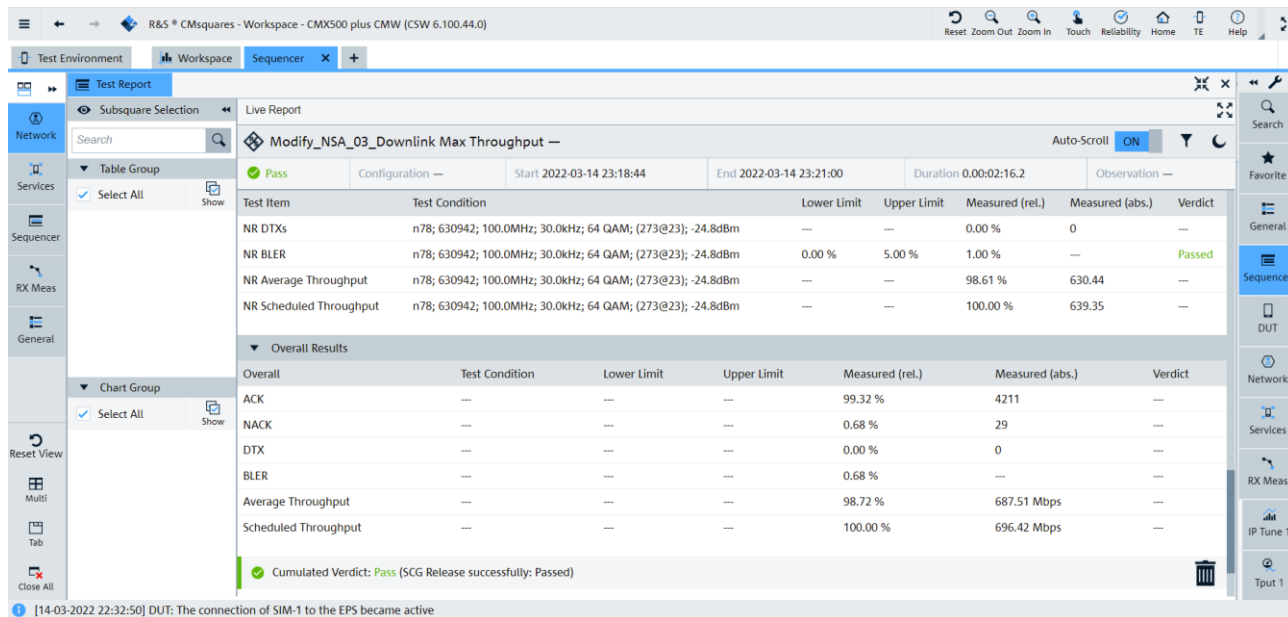 R&S ® CMsquares - Workspace - CMX500 plus CMW (CSW 6.100.44.0)
Reset Zoom Out Zoom In Touch Reliability Home TE Help
Test Environment Workspace Sequencer X +
Test Report
Network
Services
Sequencer
RX Meas
General
Reset View
Multi
Tab
Close All
Subsquare Selection
Search
Table Group
Select All Show
Chart Group
Select All Show
Live Report
Modify_NSA_03_Downlink Max Throughput —
Auto-Scroll ON
Pass Configuration — Start 2022-03-14 23:18:44 End 2022-03-14 23:21:00 Duration 0.00:02:16.2 Observation —
Test Item Test Condition Lower Limit Upper Limit Measured (rel.) Measured (abs.) Verdict
NR DTXs n78; 630942; 100.0MHz; 30.0kHz; 64 QAM; (273@23); -24.8dBm --- --- 0.00 % 0 ---
NR BLER n78; 630942; 100.0MHz; 30.0kHz; 64 QAM; (273@23); -24.8dBm 0.00 % 5.00 % 1.00 % --- Passed
NR Average Throughput n78; 630942; 100.0MHz; 30.0kHz; 64 QAM; (273@23); -24.8dBm --- --- 98.61 % 630.44 ---
NR Scheduled Throughput n78; 630942; 100.0MHz; 30.0kHz; 64 QAM; (273@23); -24.8dBm --- --- 100.00 % 639.35 ---
Overall Results
Overall Test Condition Lower Limit Upper Limit Measured (rel.) Measured (abs.) Verdict
ACK --- --- --- 99.32 % 4211 ---
NACK --- --- --- 0.68 % 29 ---
DTX --- --- --- 0.00 % 0 ---
BLER --- --- --- 0.68 % --- ---
Average Throughput --- --- --- 98.72 % 687.51 Mbps ---
Scheduled Throughput --- --- --- 100.00 % 696.42 Mbps ---
Cumulated Verdict: Pass (SCG Release successfully: Passed)
Search
Favorite
General
Sequence
DUT
Network
Services
RX Meas
IP Tune 1
Tput 1
[14-03-2022 22:32:50] DUT: The connection of SIM-1 to the EPS became active